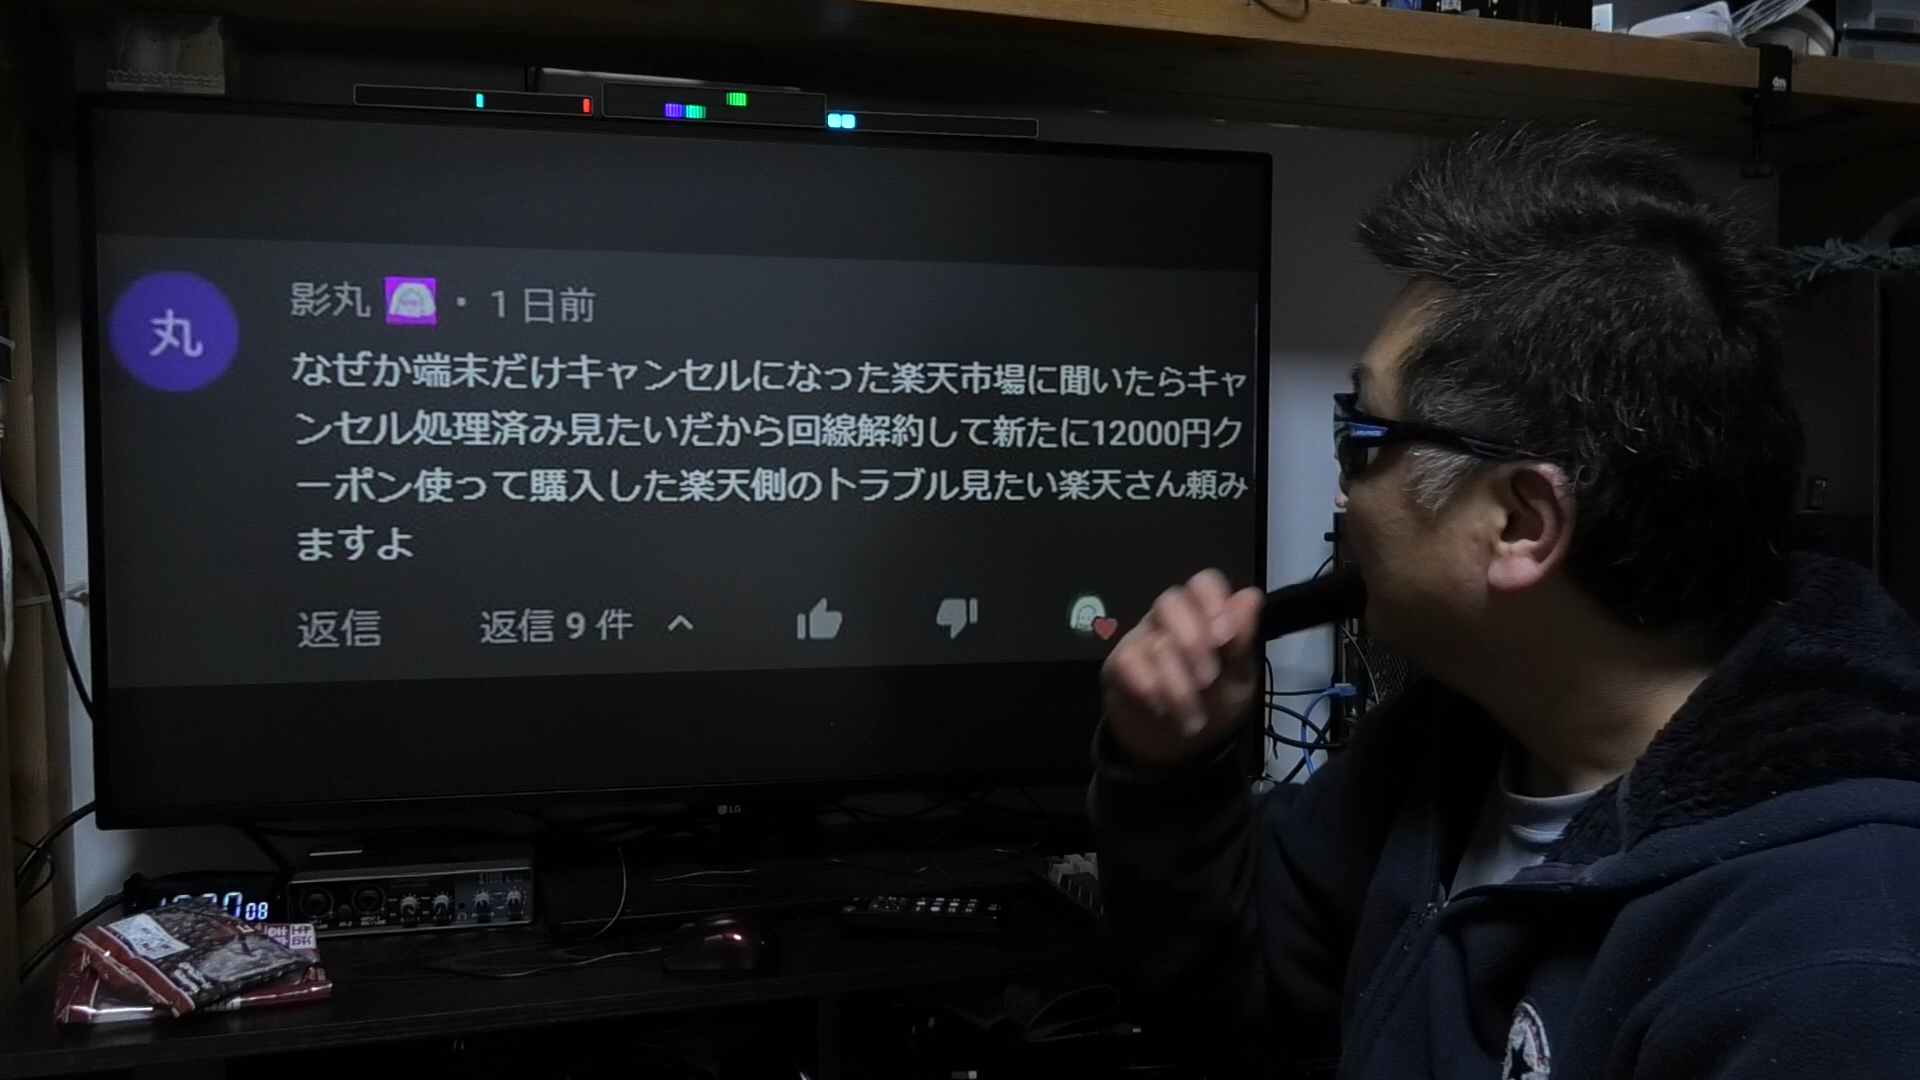 丸
影丸 ・ 1 日前
なぜか端末だけキャンセルになった楽天市場に聞いたらキャ
ンセル処理済み見たいだから回線解約して新たに12000円ク
ーポン使って購入した楽天側のトラブル見たい楽天さん頼み
ますよ
返信 返信 9 件
LG
08